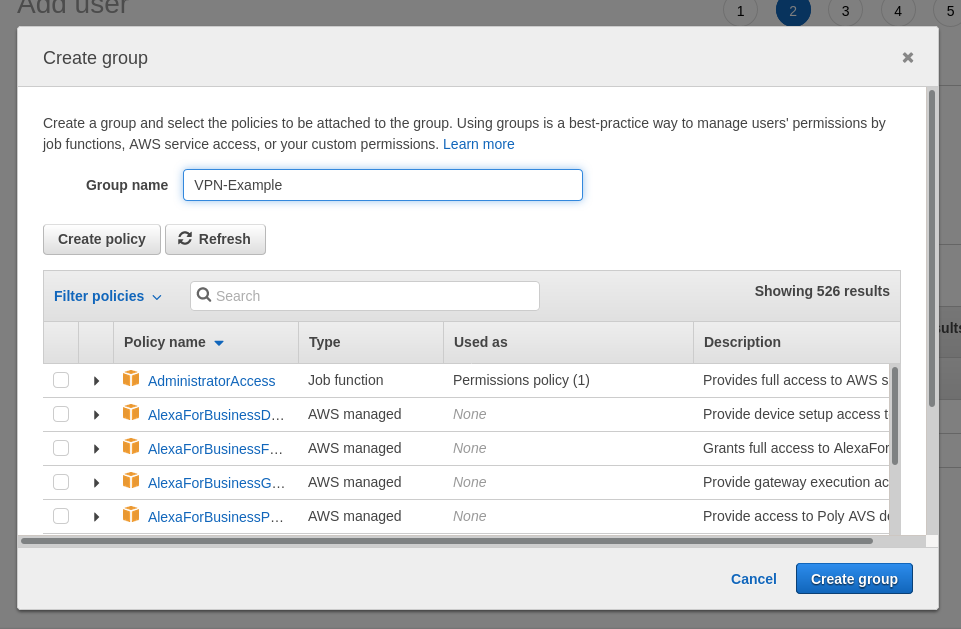 Add user
1 2 3 4 5
Create group
Create a group and select the policies to be attached to the group. Using groups is a best-practice way to manage users' permissions by
job functions, AWS service access, or your custom permissions. Learn more
Group name VPN-Example
Create policy Refresh
Filter policies Search Showing 526 results
Policy name Type Used as Description
AdministratorAccess Job function Permissions policy (1) Provides full access to AWS s
AlexaForBusinessD… AWS managed None Provide device setup access t
AlexaForBusinessF… AWS managed None Grants full access to AlexaFor
AlexaForBusinessG… AWS managed None Provide gateway execution ac
AlexaForBusinessP… AWS managed None Provide access to Poly AVS de
Cancel Create group